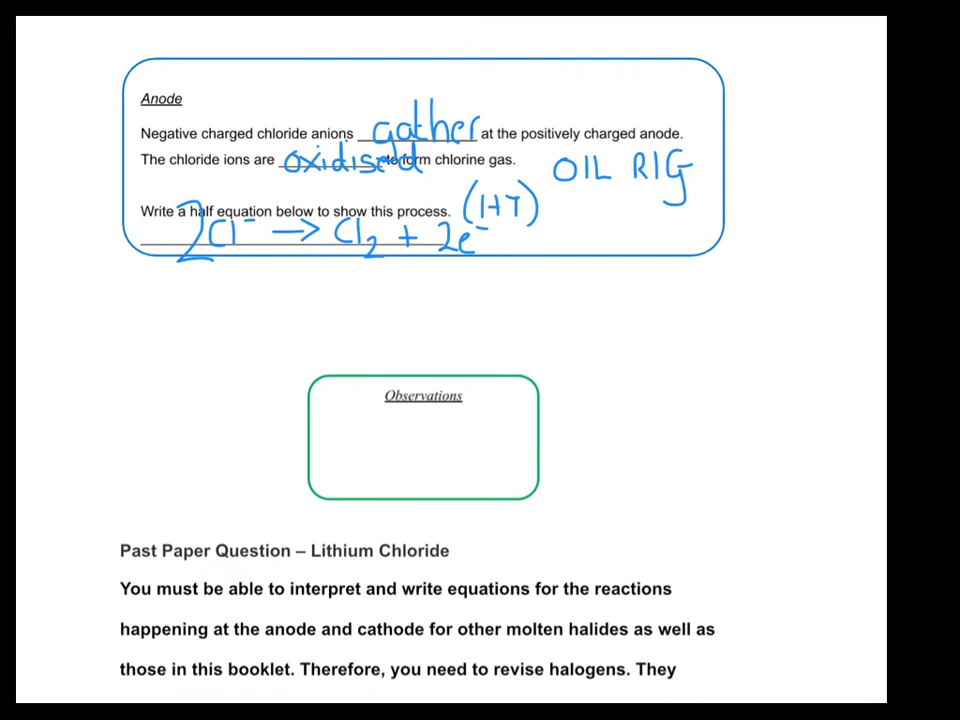 Anode
Negative charged chloride anions gather at the positively charged anode.
The chloride ions are oxidised to form chlorine gas.
OIL RIG
Write a half equation below to show this process. (HT)
2Cl⁻ → Cl₂ + 2e⁻
Observations
Past Paper Question – Lithium Chloride
You must be able to interpret and write equations for the reactions
happening at the anode and cathode for other molten halides as well as
those in this booklet. Therefore, you need to revise halogens. They